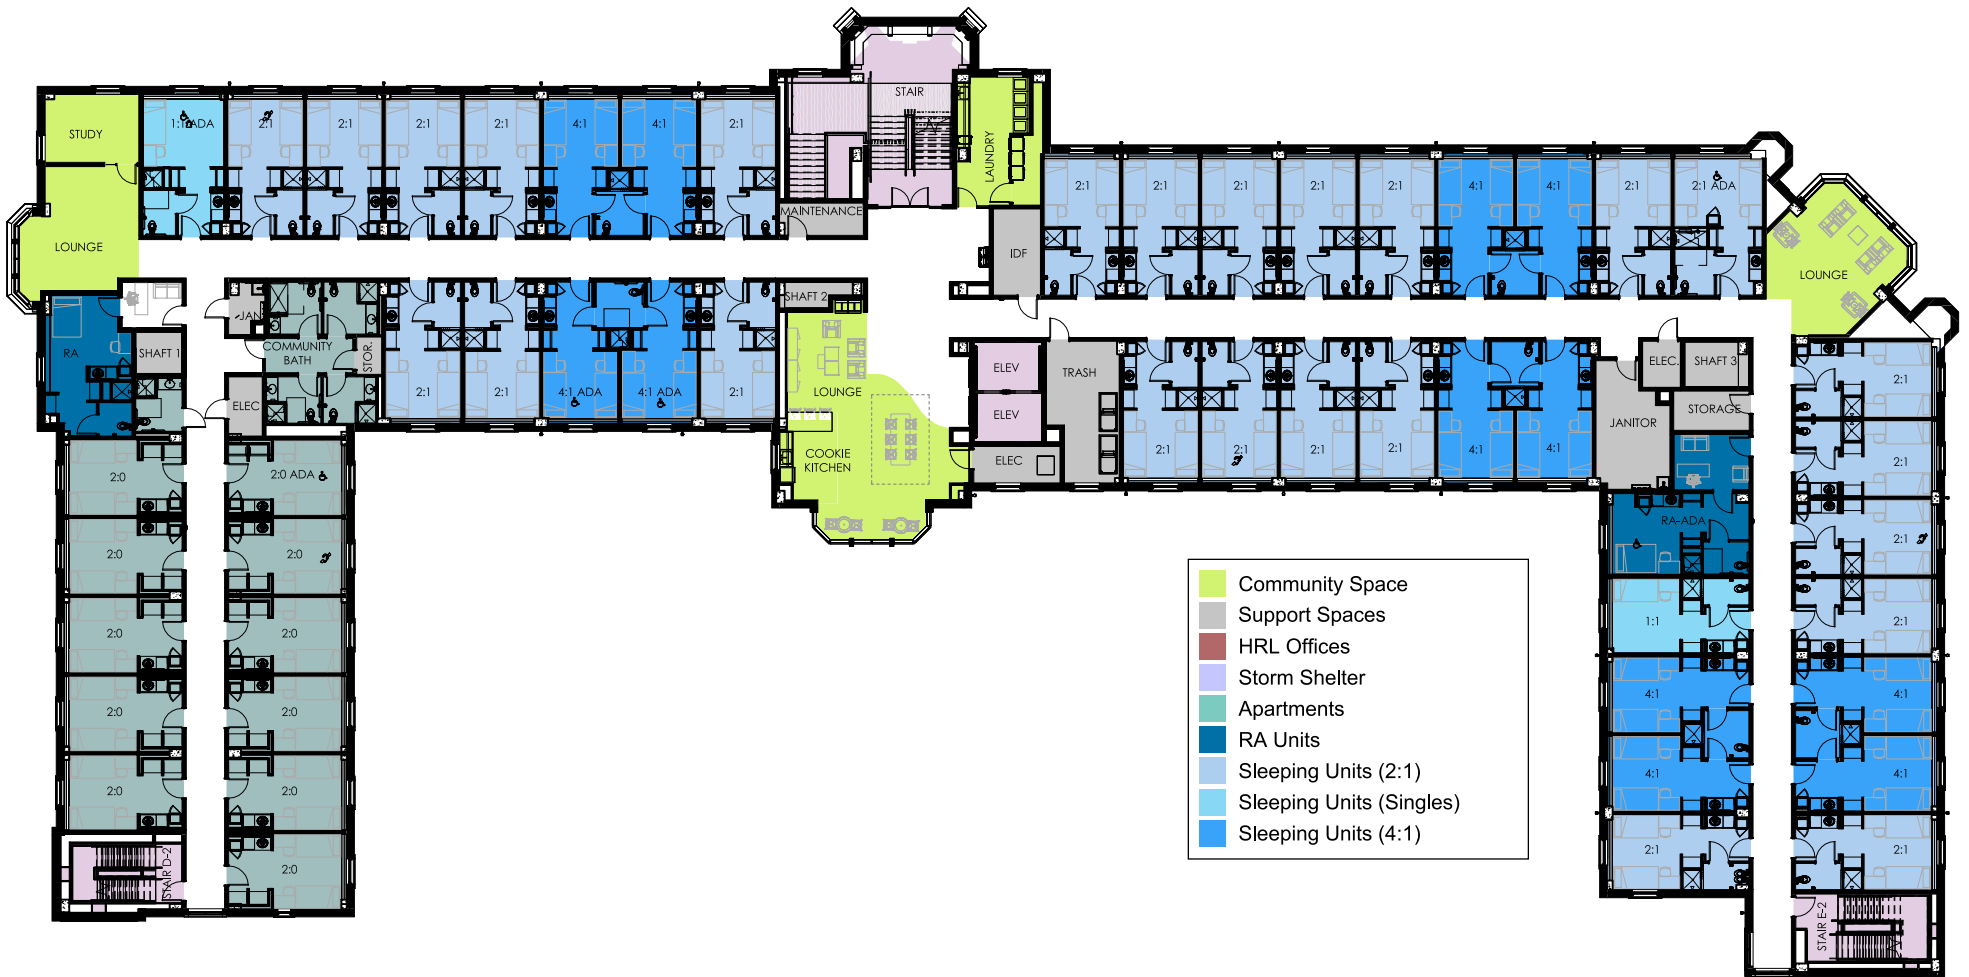 STAIR
STUDY
1:1 ADA
2:1
2:1
2:1
2:1
4:1
4:1
2:1
LAUNDRY
MAINTENANCE
LOUNGE
IDF
2:1
2:1
2:1
2:1
2:1
4:1
4:1
2:1
2:1 ADA
LOUNGE
JAN
SHAFT 2
RA
SHAFT 1
COMMUNITY
BATH
STOR.
ELEC
2:1
2:1
4:1 ADA
4:1 ADA
2:1
LOUNGE
COOKIE
KITCHEN
ELEV
ELEV
TRASH
ELEC
2:1
2:1
2:1
2:1
4:1
4:1
ELEC.
SHAFT 3
STORAGE
JANITOR
RA-ADA
2:1
2:1
2:1
2:1
4:1
4:1
2:1
1:1
4:1
4:1
2:1
STAIR E-2
2:0
2:0
2:0
2:0
2:0
2:0 ADA
2:0
2:0
2:0
2:0
2:0
STAIR D-2
Community Space
Support Spaces
HRL Offices
Storm Shelter
Apartments
RA Units
Sleeping Units (2:1)
Sleeping Units (Singles)
Sleeping Units (4:1)